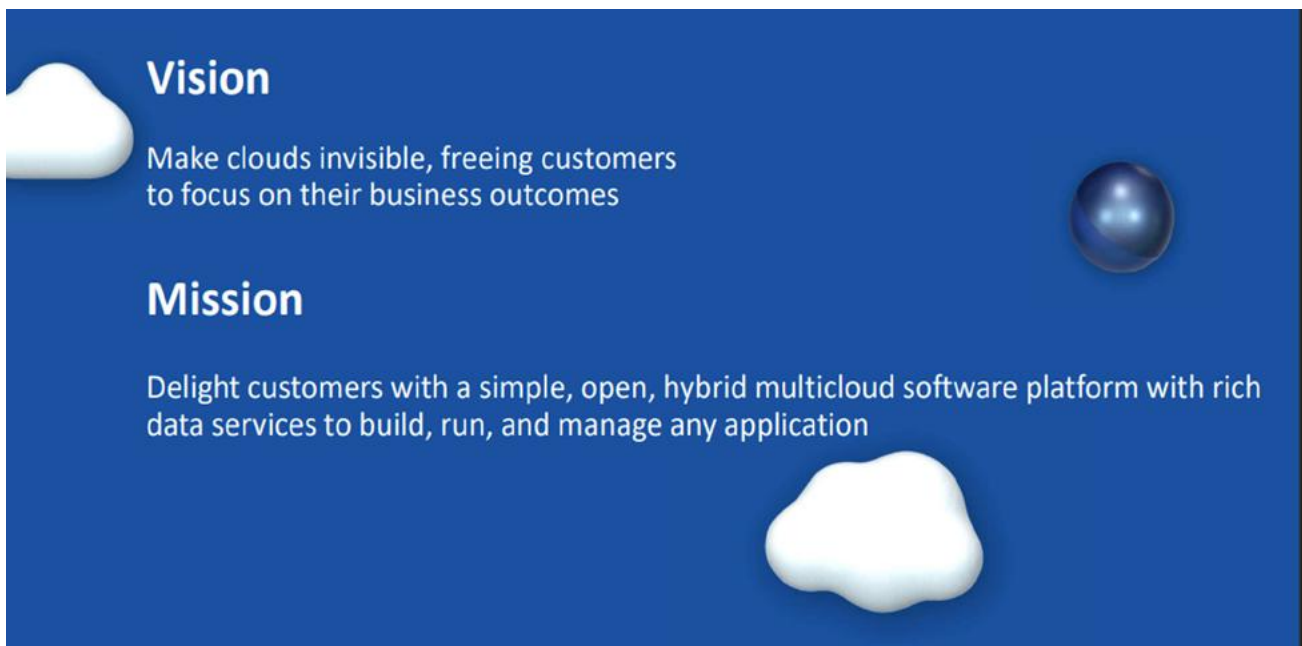 Vision
Make clouds invisible, freeing customers
to focus on their business outcomes
Mission
Delight customers with a simple, open, hybrid multicloud software platform with rich
data services to build, run, and manage any application